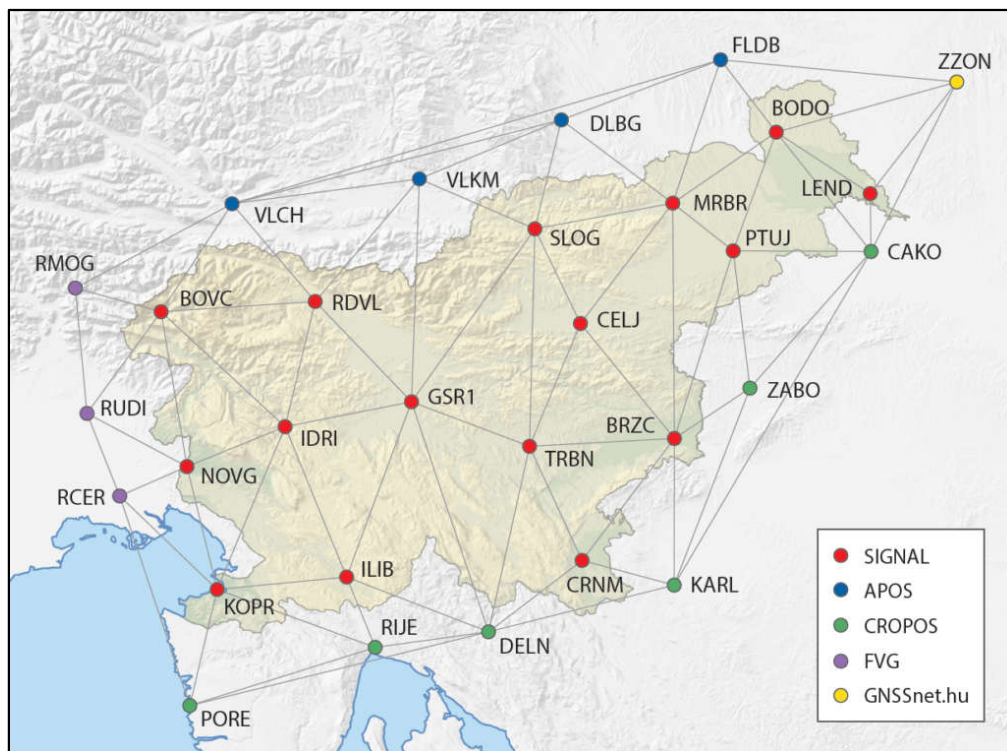 FLDB
ZZON
BODO
DLBG
VLKM
LEND
MRBR
VLCH
SLOG
PTUJ
CAKO
RMOG
BOVC
RDVL
CELJ
GSR1
ZABO
RUDI
IDRI
BRZC
TRBN
NOVG
RCER
ILIB
CRNM
KARL
KOPR
RIJE
DELN
PORE
SIGNAL
APOS
CROPOS
FVG
GNSSnet.hu